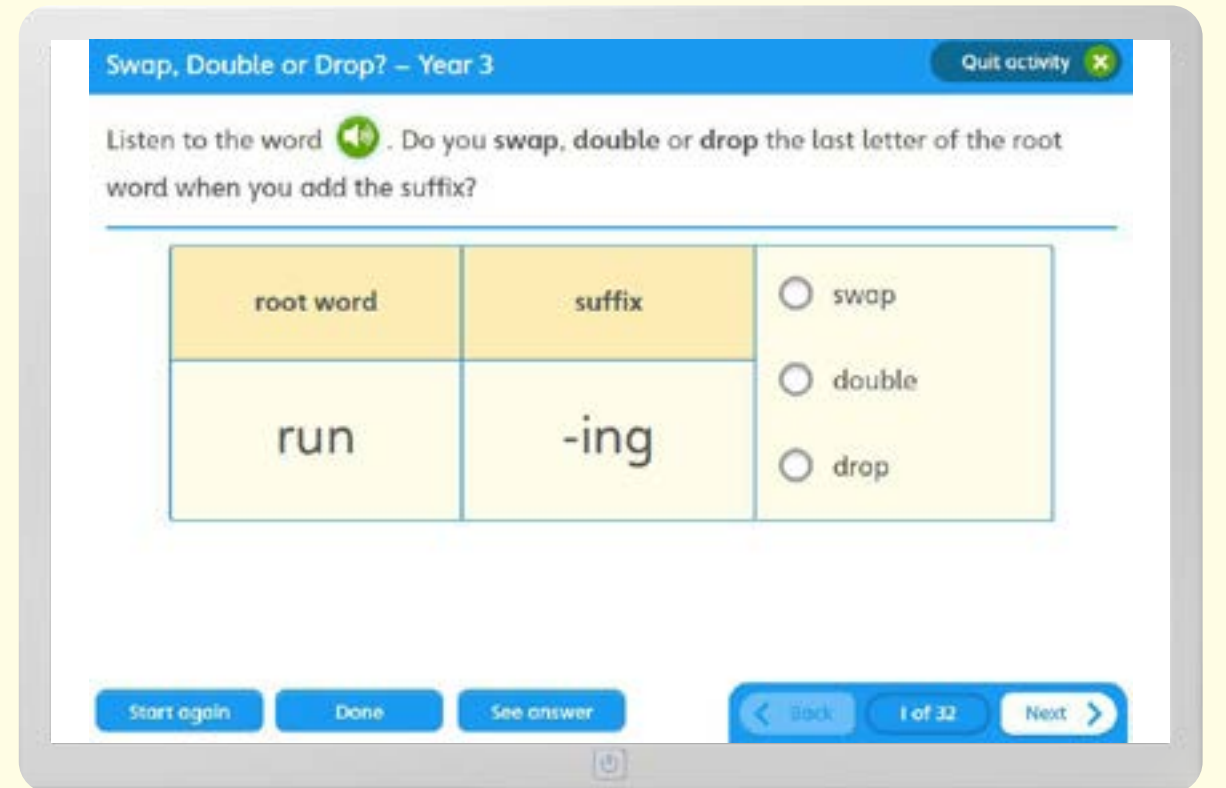 Swap, Double or Drop? – Year 3
Quit activity
Listen to the word . Do you swap, double or drop the last letter of the root
word when you add the suffix?
root word
suffix
swap
double
drop
run
-ing
Start again
Done
See answer
Back
1 of 32
Next